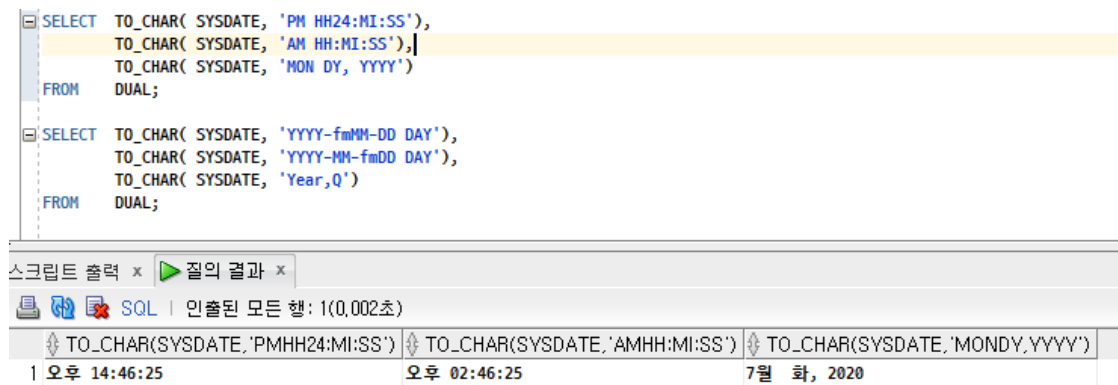 SELECT TO_CHAR( SYSDATE, 'PM HH24:MI:SS'),
TO_CHAR( SYSDATE, 'AM HH:MI:SS'),
TO_CHAR( SYSDATE, 'MON DY, YYYY')
FROM DUAL;
SELECT TO_CHAR( SYSDATE, 'YYYY-fmMM-DD DAY'),
TO_CHAR( SYSDATE, 'YYYY-MM-fmDD DAY'),
TO_CHAR( SYSDATE, 'Year,Q')
FROM DUAL;
스크립트 출력 x 질의 결과 x
SQL | 인출된 모든 행: 1(0,002초)
TO_CHAR(SYSDATE,'PMHH24:MI:SS') TO_CHAR(SYSDATE,'AMHH:MI:SS') TO_CHAR(SYSDATE,'MONDY,YYYY')
1 오후 14:46:25 오후 02:46:25 7월 화, 2020